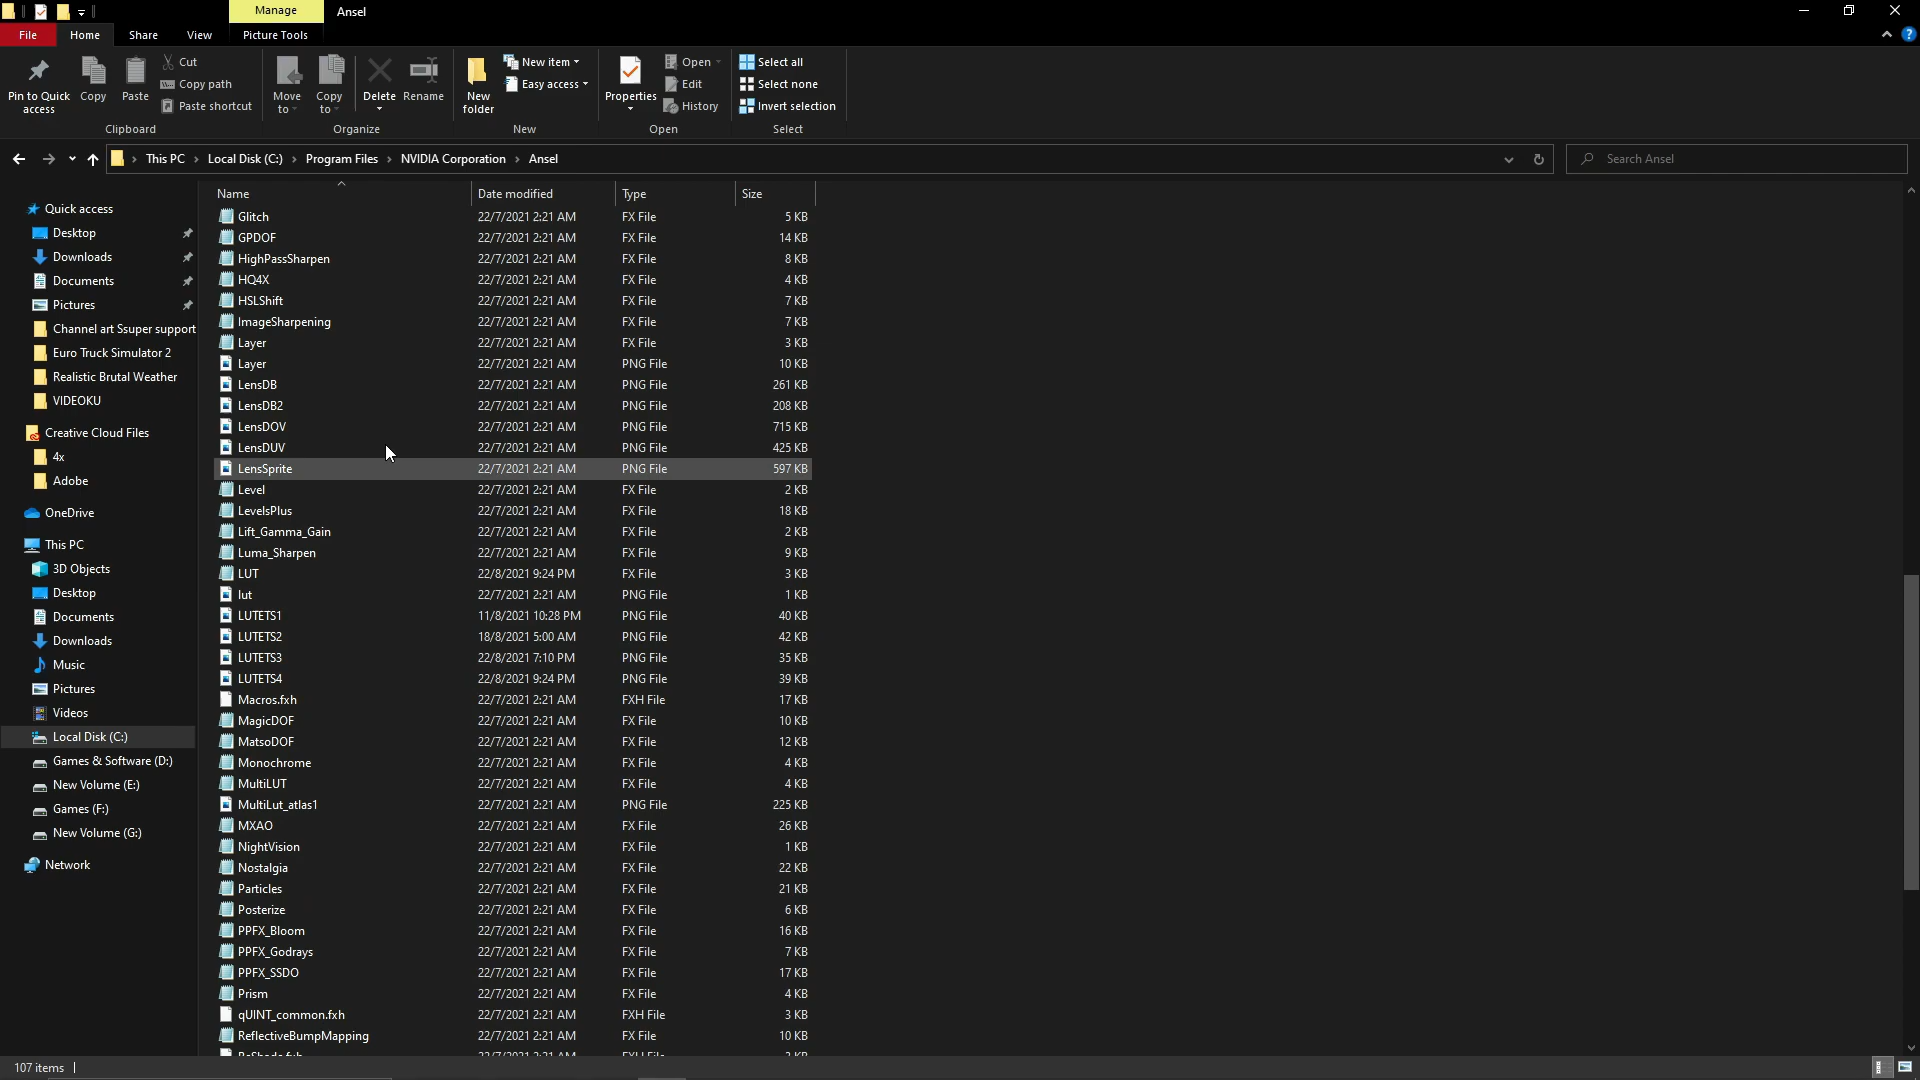 Manage
Ansel
File
Home
Share
View
Picture Tools
Pin to Quick access
Copy
Paste
Cut
Copy path
Paste shortcut
Clipboard
Move to
Copy to
Delete
Rename
Organize
New folder
New item
Easy access
New
Properties
Open
Edit
History
Open
Select all
Select none
Invert selection
Select
This PC
Local Disk (C:)
Program Files
NVIDIA Corporation
Ansel
Search Ansel
Quick access
Desktop
Downloads
Documents
Pictures
Channel art Ssuper support
Euro Truck Simulator 2
Realistic Brutal Weather
VIDEOKU
Creative Cloud Files
4x
Adobe
OneDrive
This PC
3D Objects
Desktop
Documents
Downloads
Music
Pictures
Videos
Local Disk (C:)
Games & Software (D:)
New Volume (E:)
Games (F:)
New Volume (G:)
Network
Name Date modified Type Size
Glitch 22/7/2021 2:21 AM FX File 5 KB
GPDOF 22/7/2021 2:21 AM FX File 14 KB
HighPassSharpen 22/7/2021 2:21 AM FX File 8 KB
HQ4X 22/7/2021 2:21 AM FX File 4 KB
HSLShift 22/7/2021 2:21 AM FX File 7 KB
ImageSharpening 22/7/2021 2:21 AM FX File 7 KB
Layer 22/7/2021 2:21 AM FX File 3 KB
Layer 22/7/2021 2:21 AM PNG File 10 KB
LensDB 22/7/2021 2:21 AM PNG File 261 KB
LensDB2 22/7/2021 2:21 AM PNG File 208 KB
LensDOV 22/7/2021 2:21 AM PNG File 715 KB
LensDUV 22/7/2021 2:21 AM PNG File 425 KB
LensSprite 22/7/2021 2:21 AM PNG File 597 KB
Level 22/7/2021 2:21 AM FX File 2 KB
LevelsPlus 22/7/2021 2:21 AM FX File 18 KB
Lift_Gamma_Gain 22/7/2021 2:21 AM FX File 2 KB
Luma_Sharpen 22/7/2021 2:21 AM FX File 9 KB
LUT 22/8/2021 9:24 PM FX File 3 KB
lut 22/7/2021 2:21 AM PNG File 1 KB
LUTETS1 11/8/2021 10:28 PM PNG File 40 KB
LUTETS2 18/8/2021 5:00 AM PNG File 42 KB
LUTETS3 22/8/2021 7:10 PM PNG File 35 KB
LUTETS4 22/8/2021 9:24 PM PNG File 39 KB
Macros.fxh 22/7/2021 2:21 AM FXH File 17 KB
MagicDOF 22/7/2021 2:21 AM FX File 10 KB
MatsoDOF 22/7/2021 2:21 AM FX File 12 KB
Monochrome 22/7/2021 2:21 AM FX File 4 KB
MultiLUT 22/7/2021 2:21 AM FX File 4 KB
MultiLut_atlas1 22/7/2021 2:21 AM PNG File 225 KB
MXAO 22/7/2021 2:21 AM FX File 26 KB
NightVision 22/7/2021 2:21 AM FX File 1 KB
Nostalgia 22/7/2021 2:21 AM FX File 22 KB
Particles 22/7/2021 2:21 AM FX File 21 KB
Posterize 22/7/2021 2:21 AM FX File 6 KB
PPFX_Bloom 22/7/2021 2:21 AM FX File 16 KB
PPFX_Godrays 22/7/2021 2:21 AM FX File 7 KB
PPFX_SSDO 22/7/2021 2:21 AM FX File 17 KB
Prism 22/7/2021 2:21 AM FX File 4 KB
qUINT_common.fxh 22/7/2021 2:21 AM FXH File 3 KB
ReflectiveBumpMapping 22/7/2021 2:21 AM FX File 10 KB
107 items